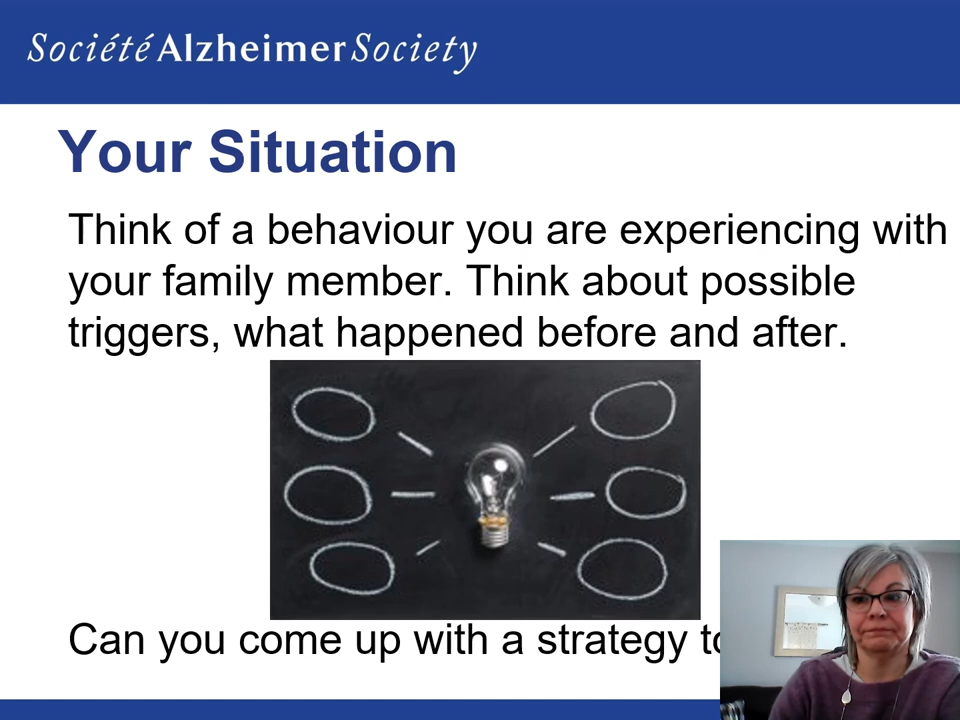 Société Alzheimer Society
Your Situation
Think of a behaviour you are experiencing with
your family member. Think about possible
triggers, what happened before and after.
Can you come up with a strategy